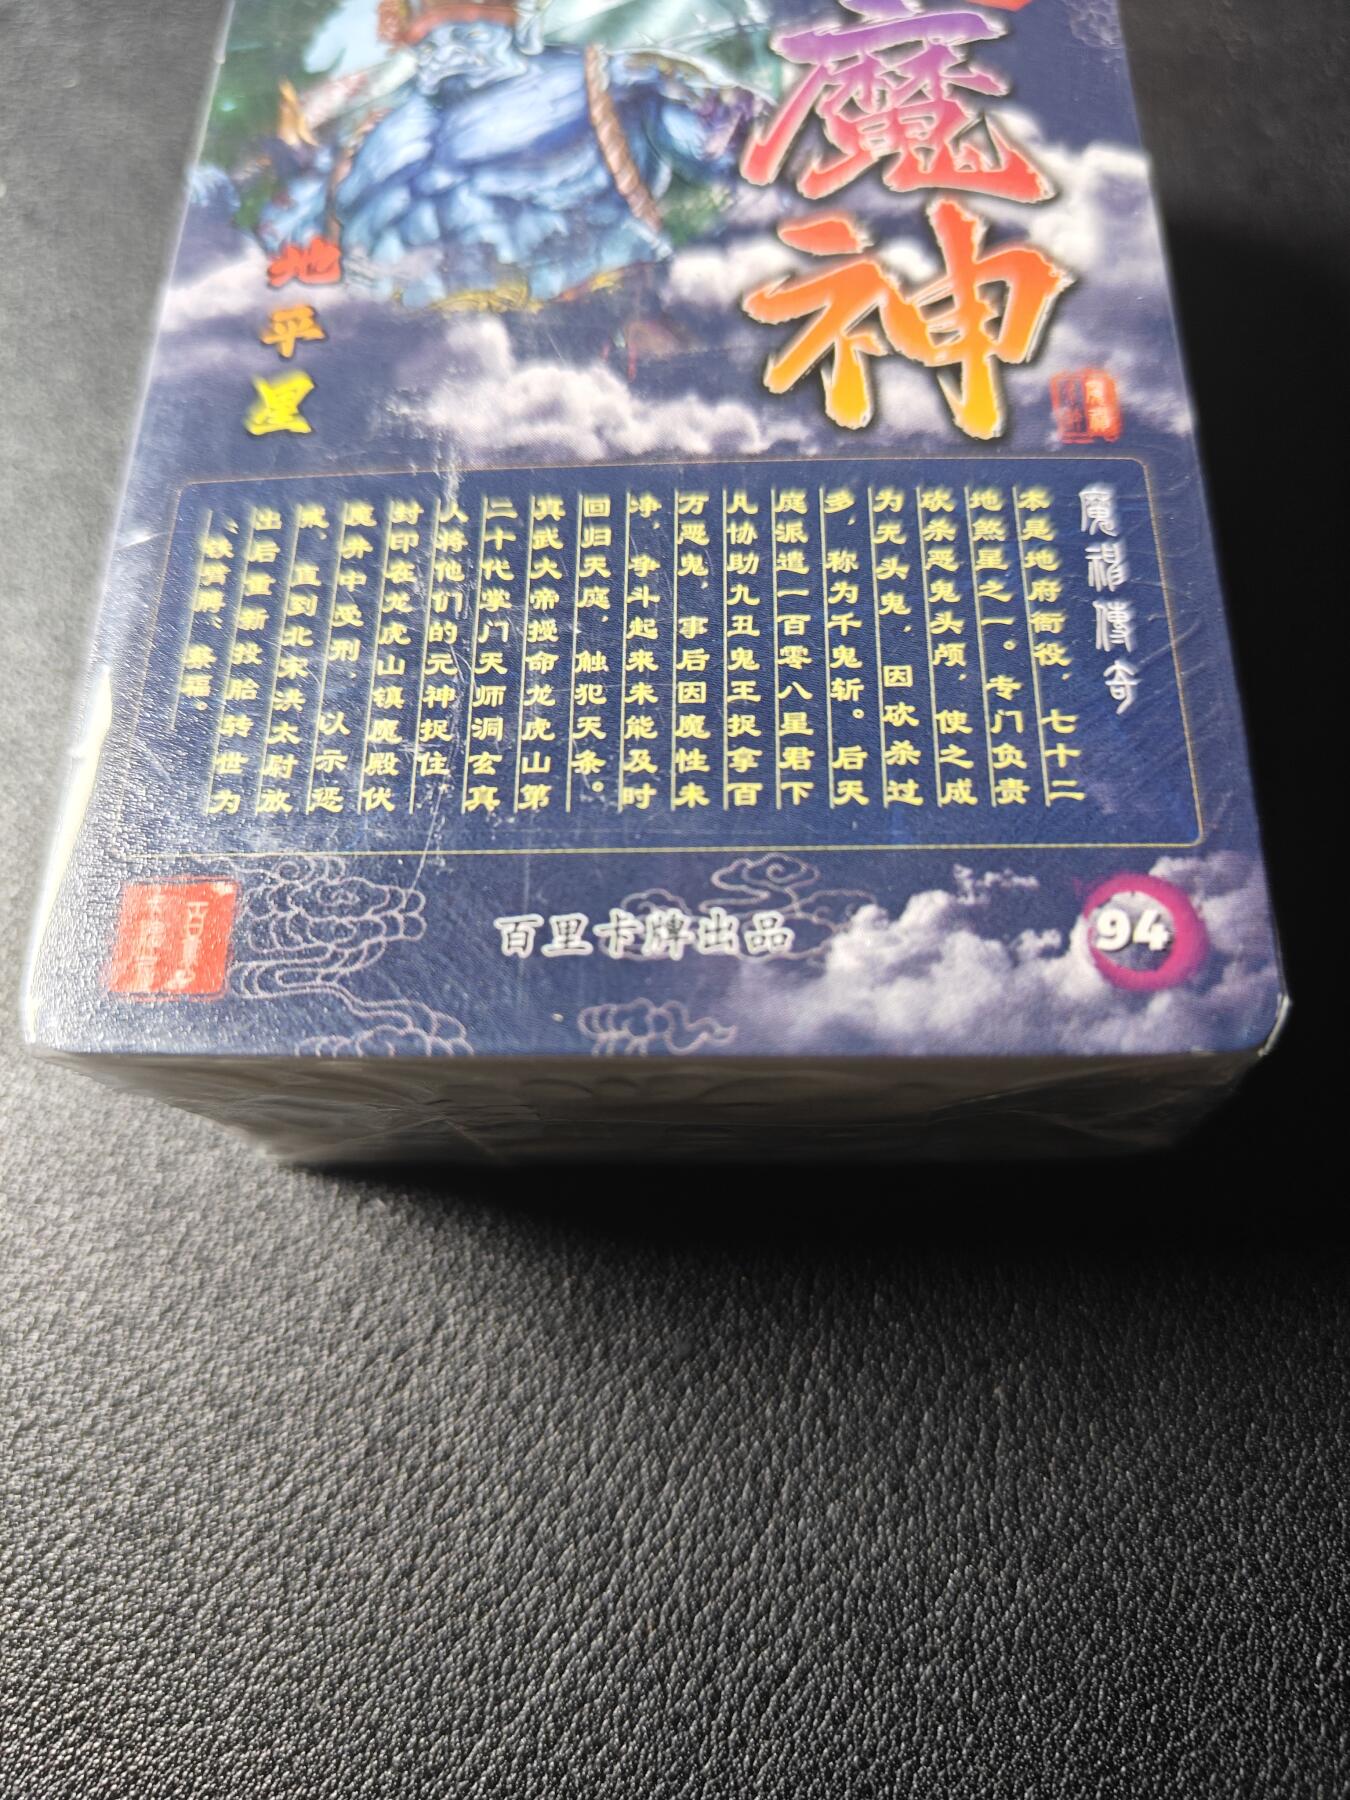 魔神
地平星
魔神傳奇
本是地府衙役，七十二
地煞星之一。专门负责
砍杀恶鬼头颅，使之成
为无头鬼，因砍杀过
多，称为千鬼斩。后天
庭派遣一百零八星君下
凡协助九丑鬼王捉拿百
万恶鬼，事后因魔性未
净，争斗起来未能及时
回归天庭，触犯天条。
真武大帝授命龙虎山第
二十代掌门天师洞玄真
人将他们的元神捉住，
封印在龙虎山镇魔殿伏
魔井中受刑，以示惩
戒，直到北宋洪太尉放
出后重新投胎转世为
：铁臂膊、蔡福。
百里卡牌出品
94